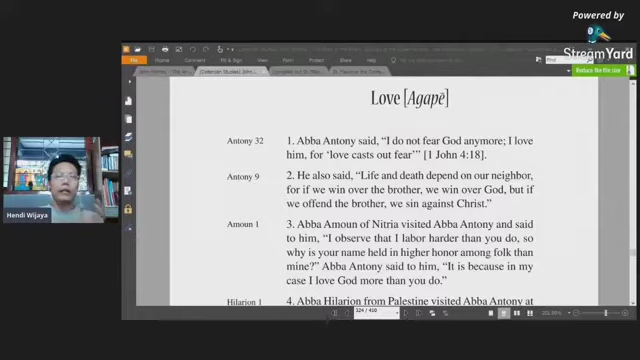 Powered by
StreamYard
Find
Reduce the file size
Love [Agapē]
Antony 32
1. Abba Antony said, “I do not fear God anymore; I love
him, for ‘love casts out fear’” [1 John 4:18].
Antony 9
2. He also said, “Life and death depend on our neighbor,
for if we win over the brother, we win over God, but if
we offend the brother, we sin against Christ.”
Amoun 1
3. Abba Amoun of Nitria visited Abba Antony and said
to him, “I observe that I labor harder than you do, so
why is your name held in higher honor among folk than
mine?” Abba Antony said to him, “It is because in my
case I love God more than you do.”
Hilarion 1
4. Abba Hilarion from Palestine visited Abba Antony at
Hendi Wijaya
324 / 410